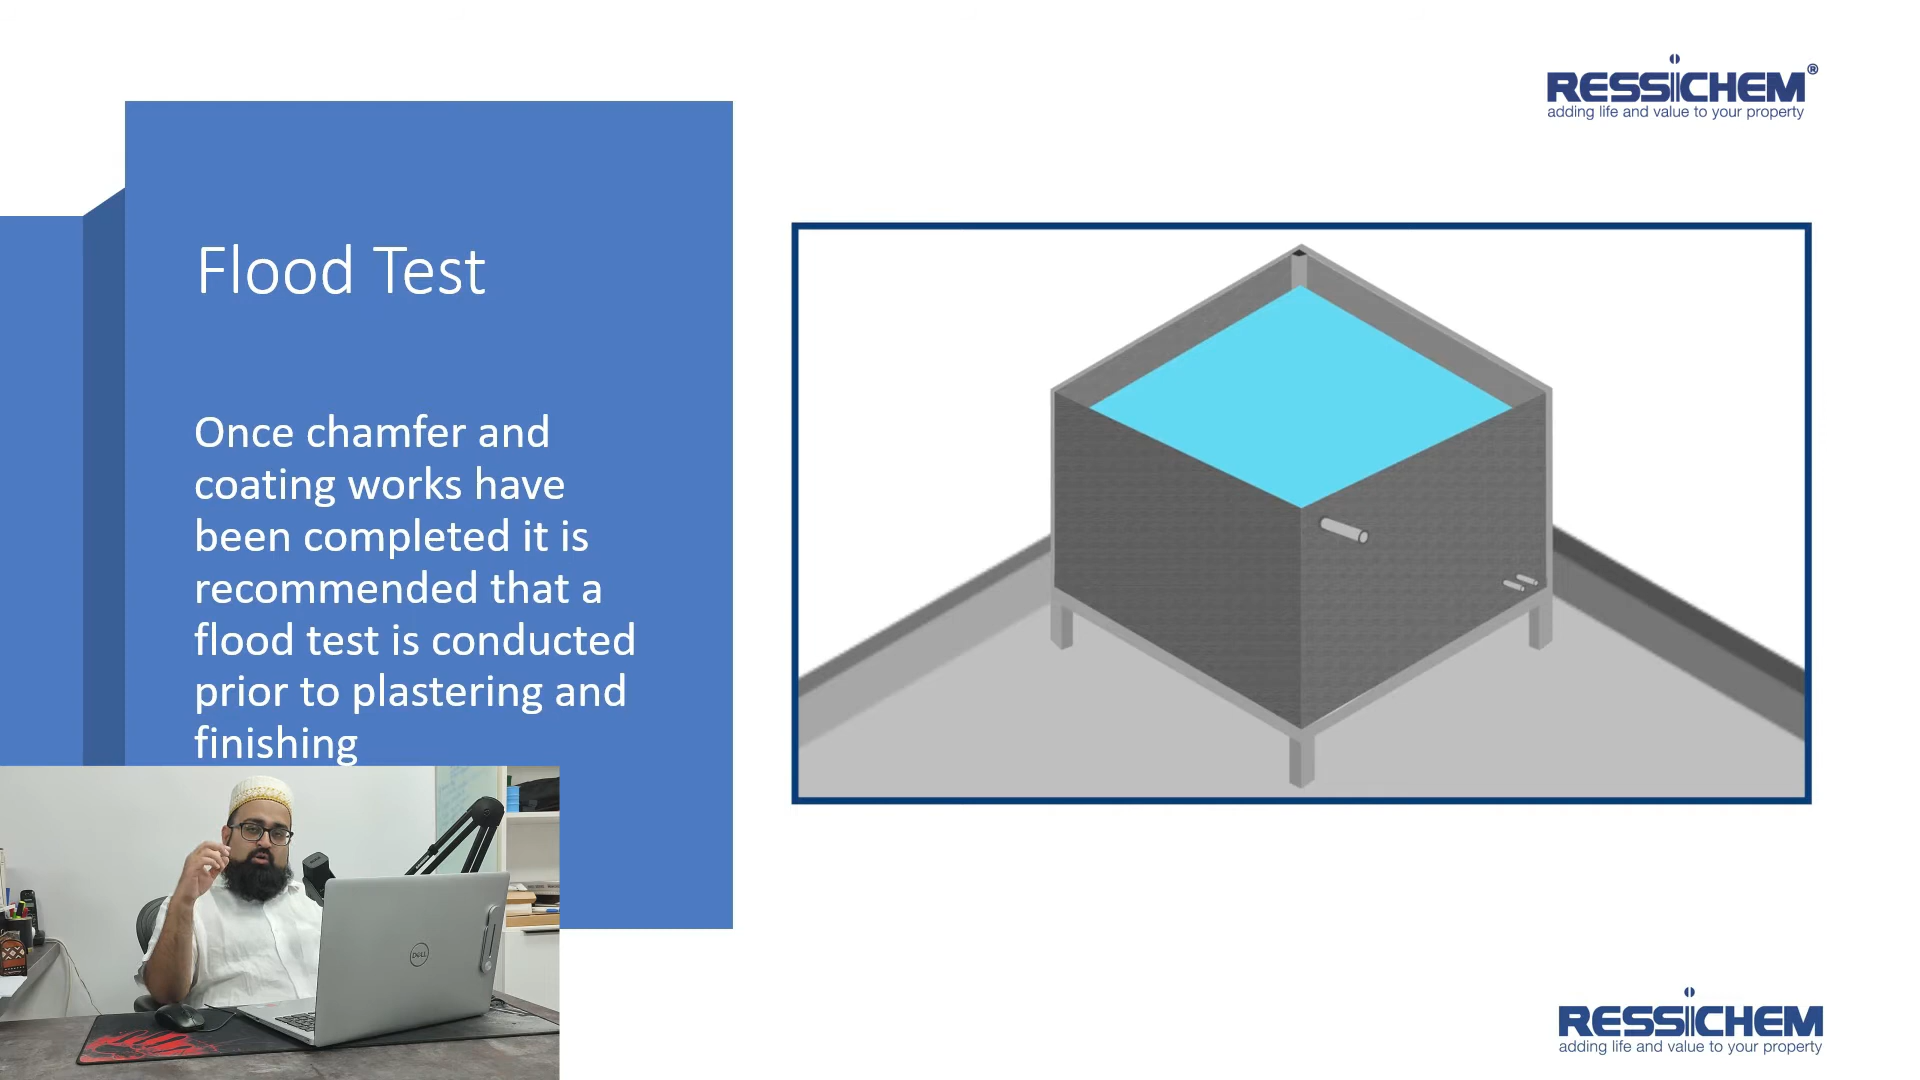 RESSICHEM®
adding life and value to your property
Flood Test
Once chamfer and
coating works have
been completed it is
recommended that a
flood test is conducted
prior to plastering and
finishing
DELL
RESSICHEM
adding life and value to your property